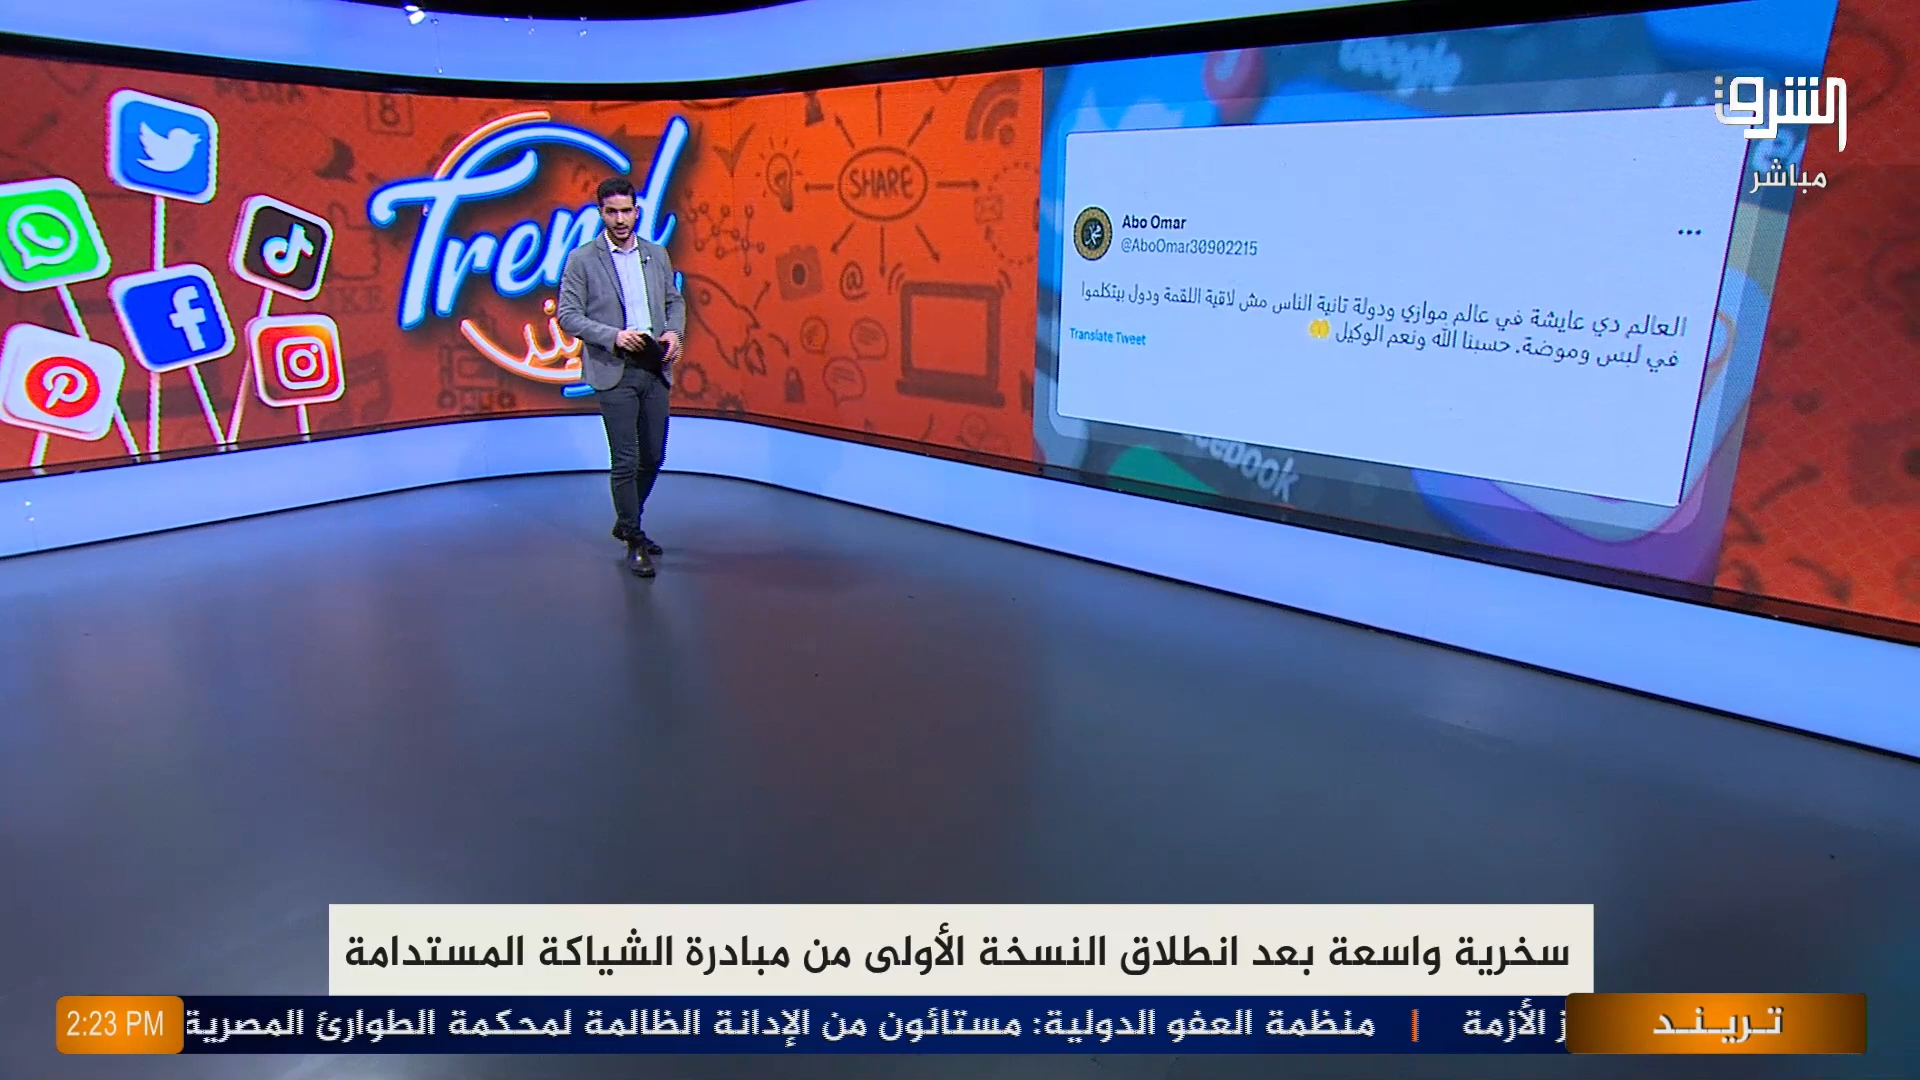 الشرق
مباشر
Trend
SHARE
Abo Omar
@AboOmar30902215
العالم دي عايشة في عالم موازي ودولة تانية الناس مش لاقية اللقمة ودول بيتكلموا
في لبس وموضة. حسبنا الله ونعم الوكيل
Translate Tweet
Google
سخرية واسعة بعد انطلاق النسخة الأولى من مبادرة الشياكة المستدامة
تريند
ز الأزمة | منظمة العفو الدولية: مستائون من الإدانة الظالمة لمحكمة الطوارئ المصرية
2:23 PM